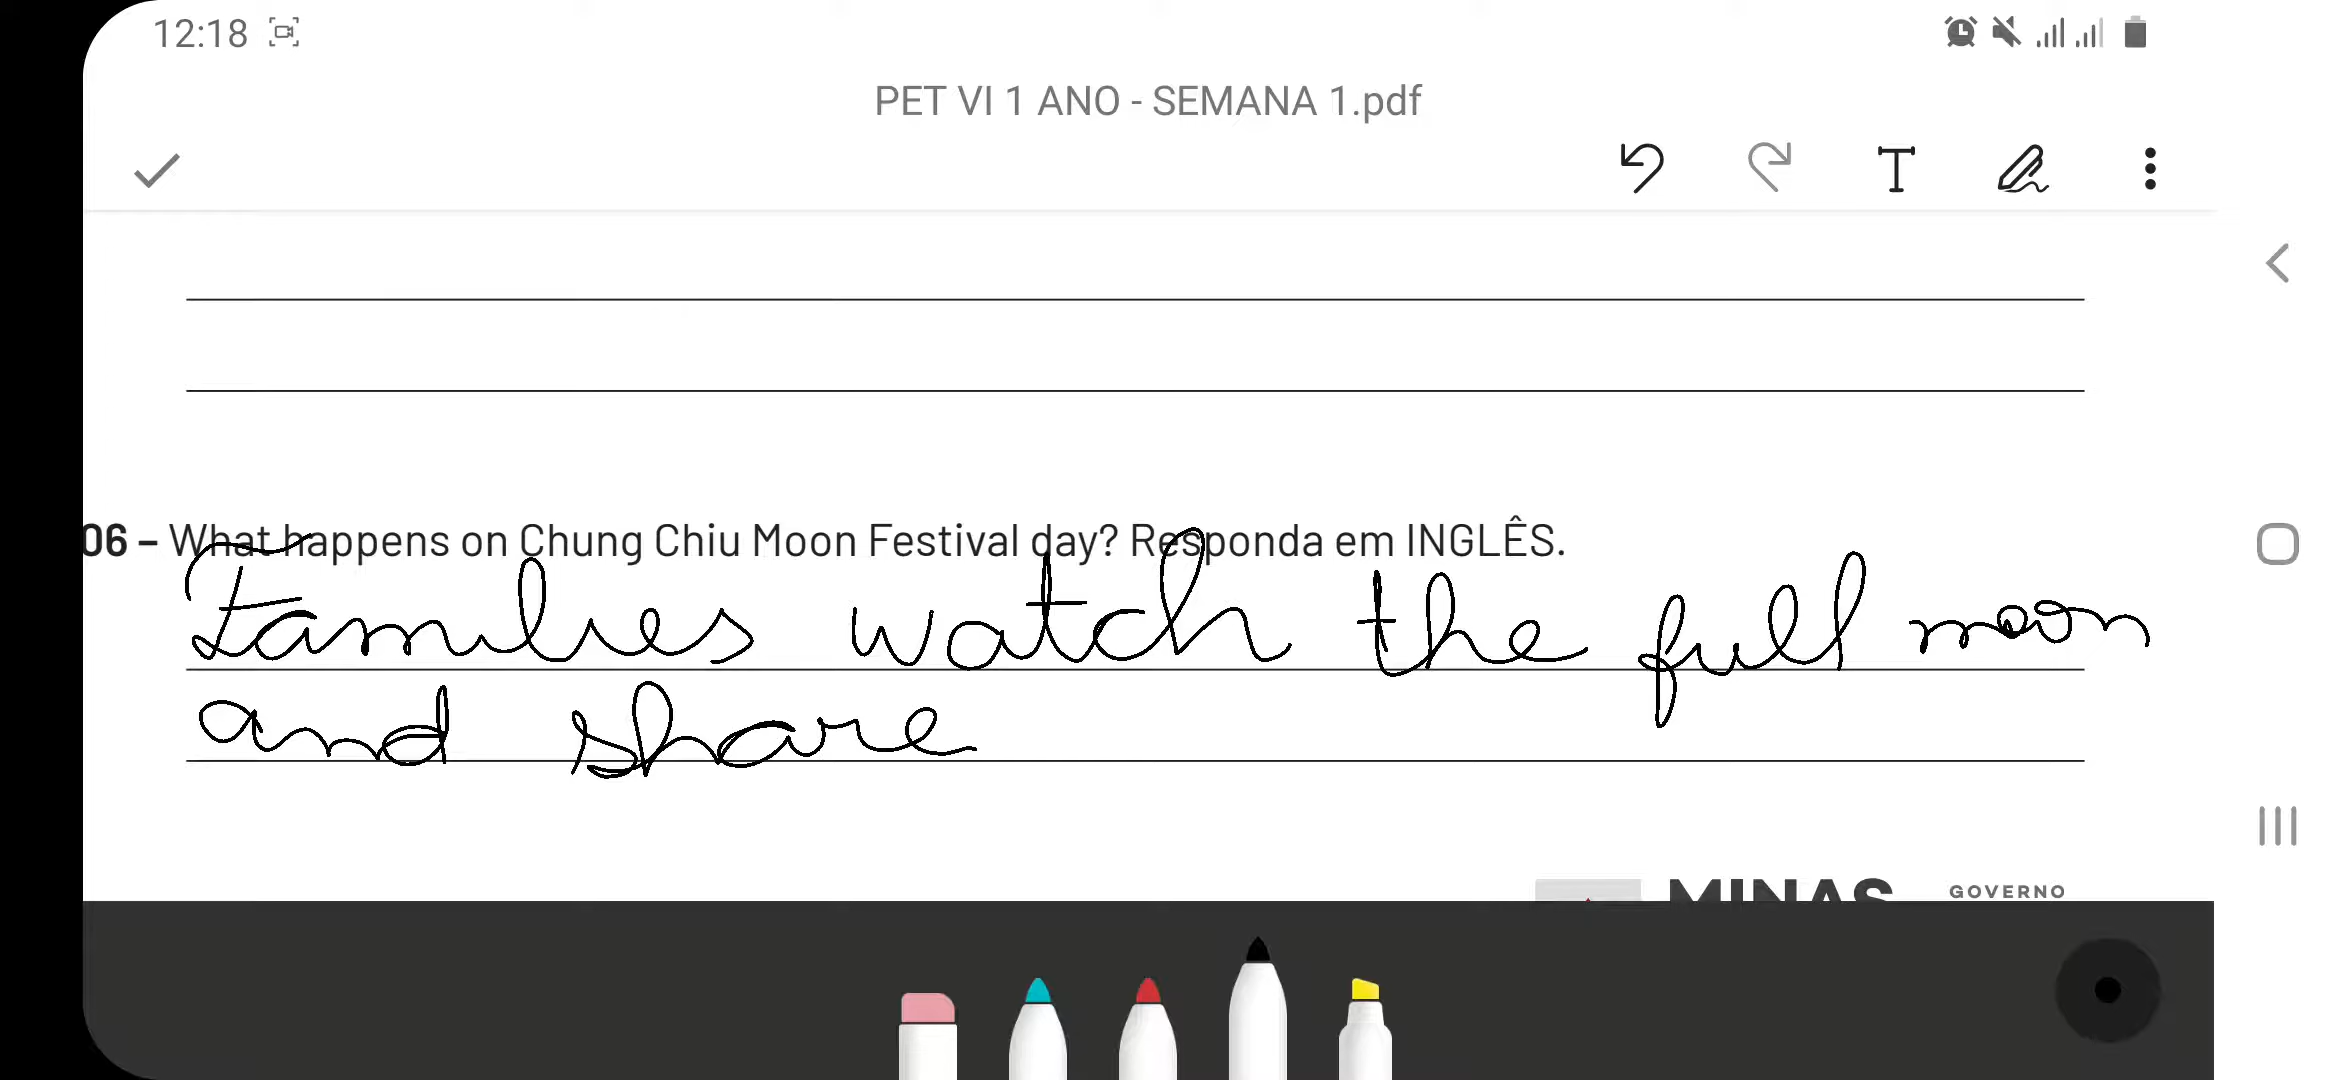 12:18
PET VI 1 ANO - SEMANA 1.pdf
T
06 – What happens on Chung Chiu Moon Festival day? Responda em INGLÊS.
Families watch the full moon
and share
MINAS GOVERNO